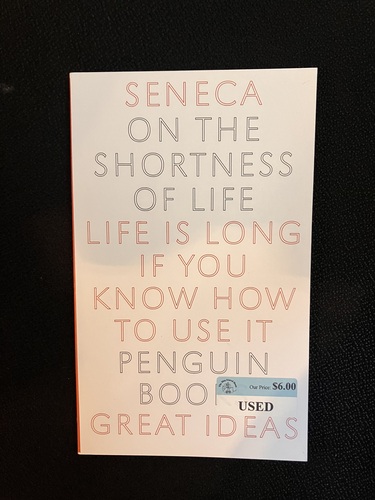 SENECA
ON THE
SHORTNESS
OF LIFE
LIFE IS LONG
IF YOU
KNOW HOW
TO USE IT
PENGUIN
BOO
Our Price $6.00
USED
GREAT IDEAS